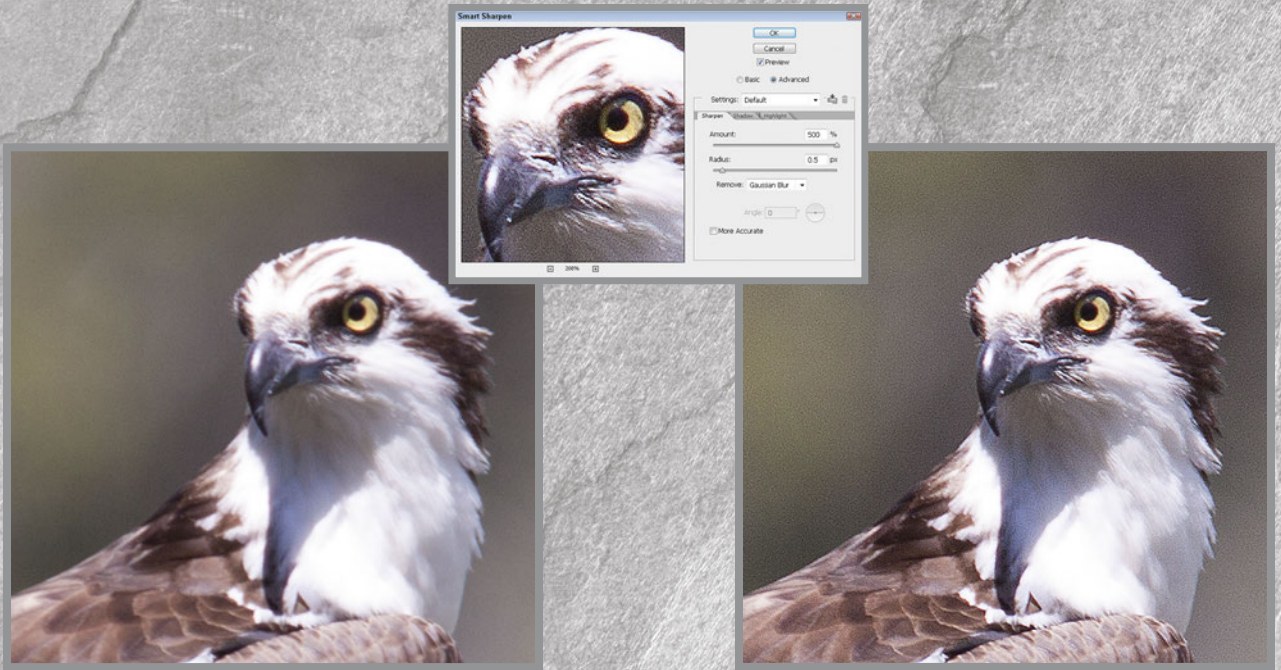 Smart Sharpen
OK
Cancel
Preview
Basic Advanced
Settings: Default
Sharpen Shadow Highlight
Amount: 500 %
Radius: 0.5 px
Remove: Gaussian Blur
Angle: 0 °
More Accurate
200%